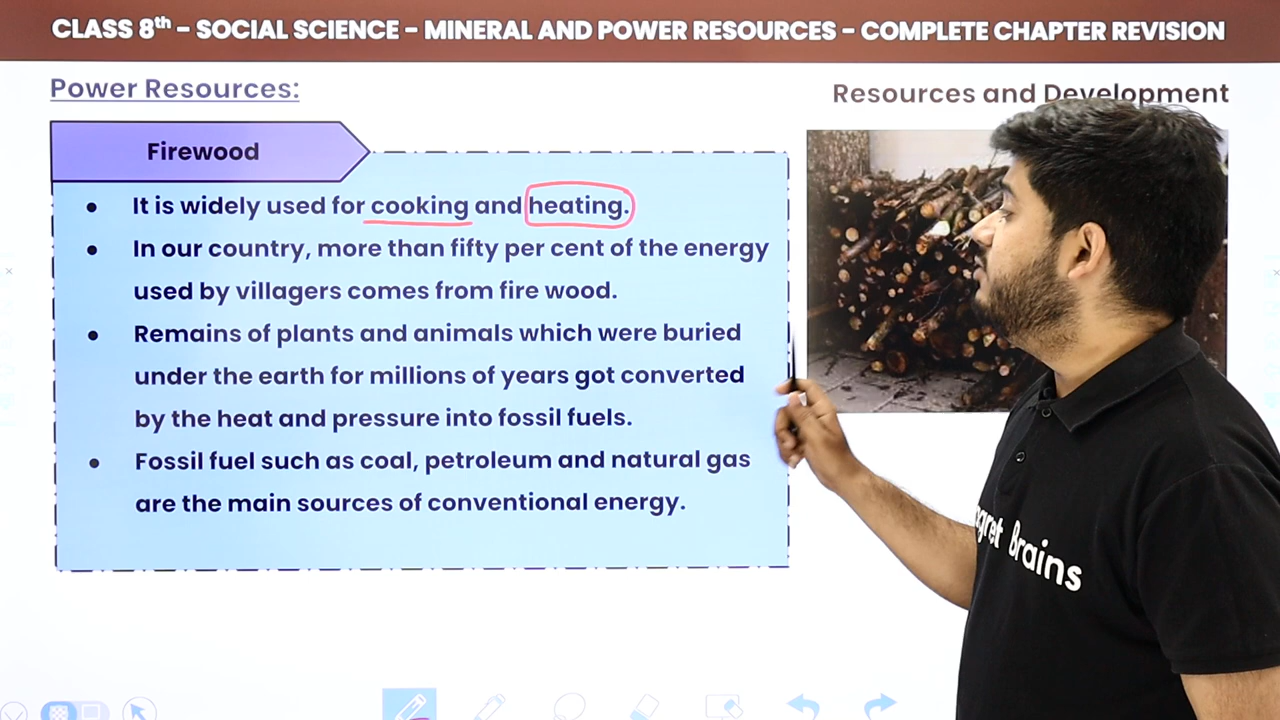 CLASS 8th – SOCIAL SCIENCE – MINERAL AND POWER RESOURCES – COMPLETE CHAPTER REVISION
Power Resources:
Resources and Development
Firewood
• It is widely used for cooking and heating.
• In our country, more than fifty per cent of the energy
used by villagers comes from fire wood.
• Remains of plants and animals which were buried
under the earth for millions of years got converted
by the heat and pressure into fossil fuels.
• Fossil fuel such as coal, petroleum and natural gas
are the main sources of conventional energy.
Brains